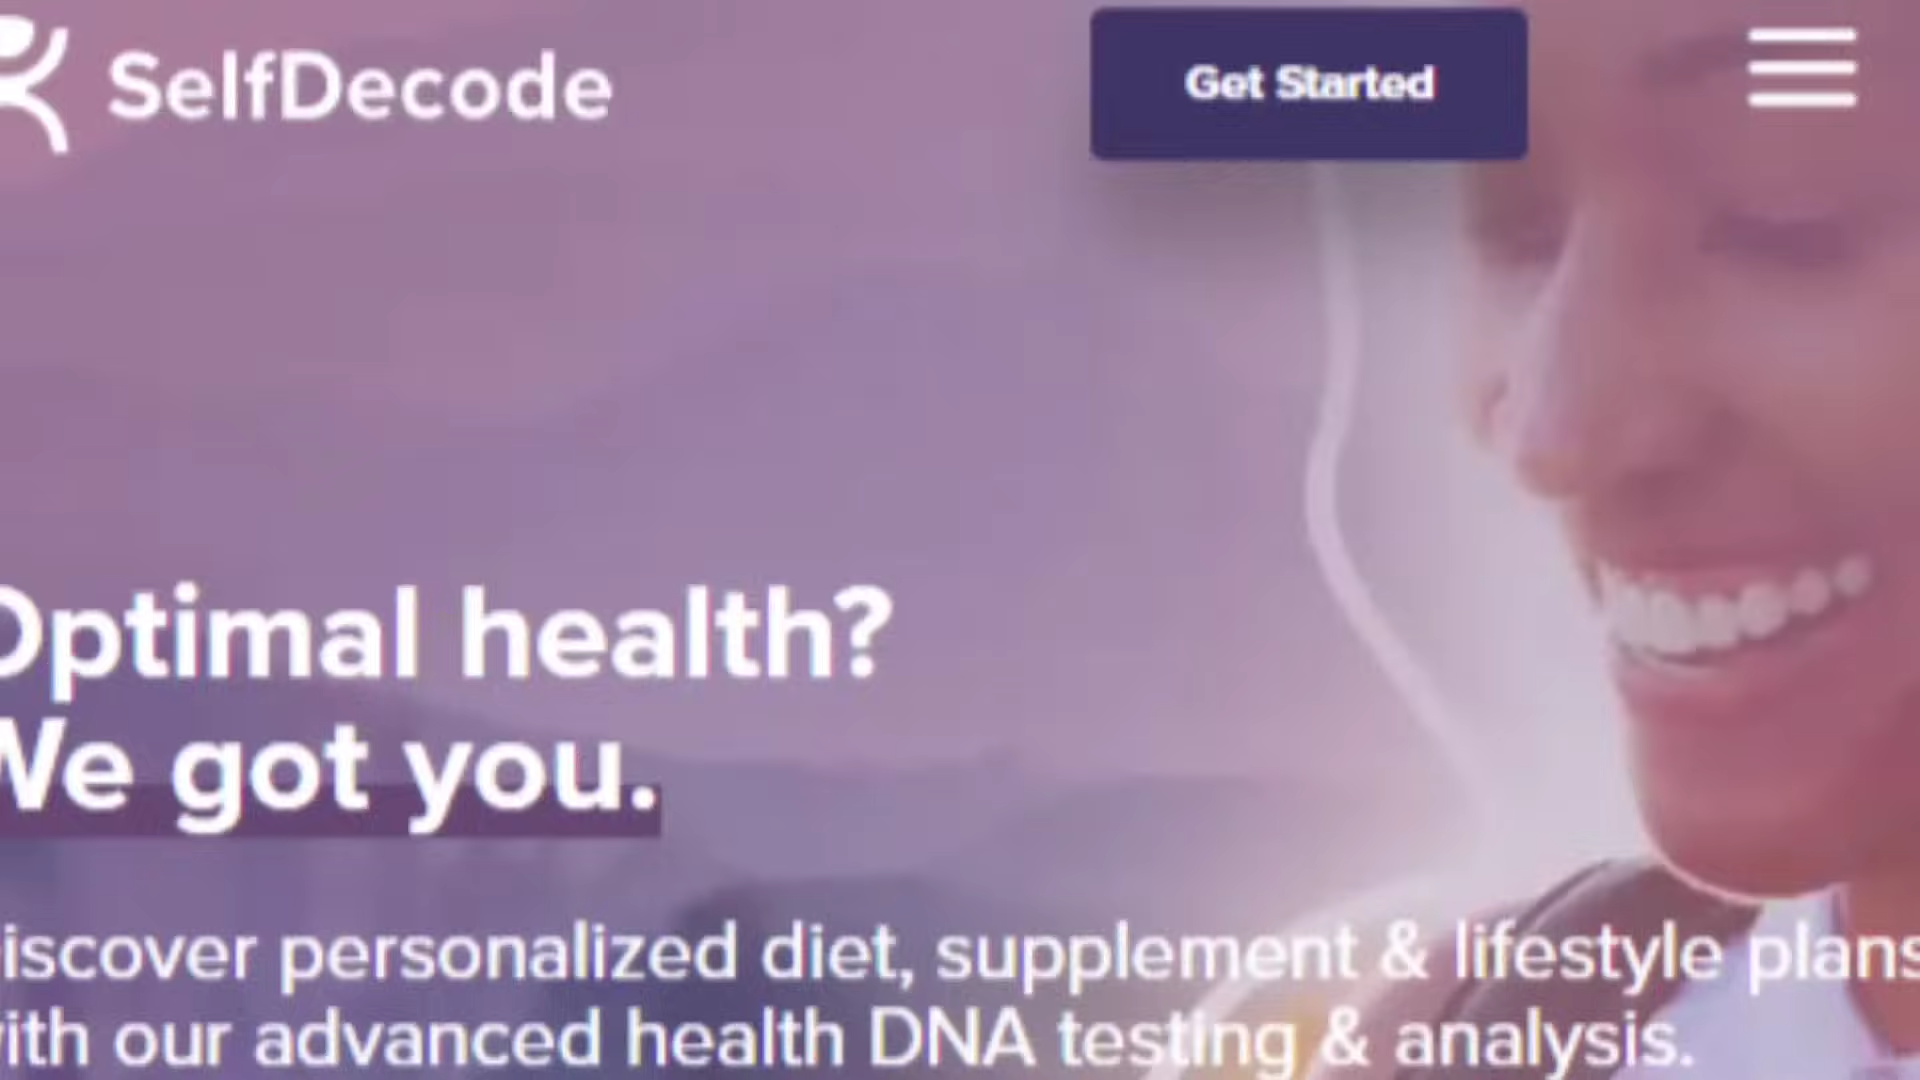 SelfDecode
Get Started
Optimal health?
We got you.
iscover personalized diet, supplement & lifestyle plans
ith our advanced health DNA testing & analysis.